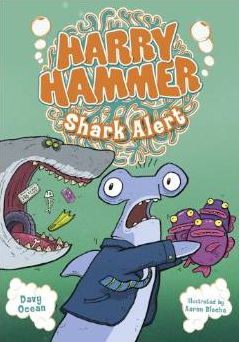 HARRY
HAMMER
Shark Alert
Davy
Ocean
Illustrated by
Aaron Blecha